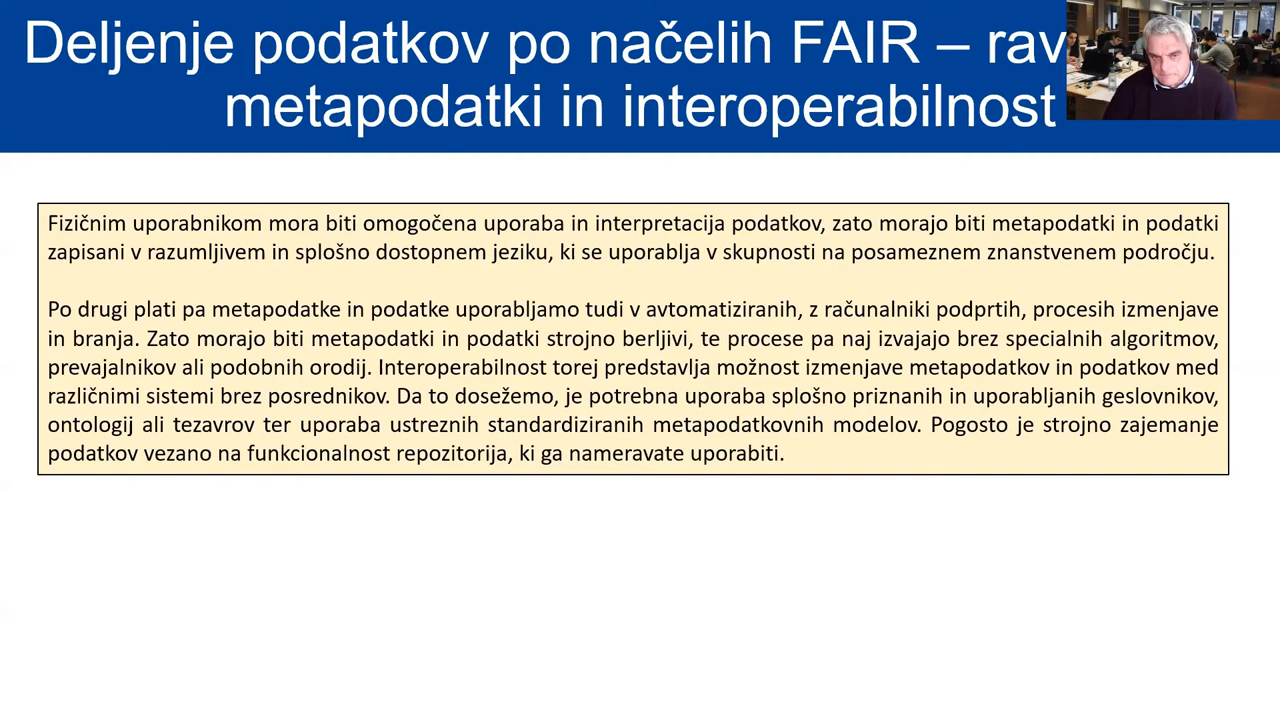 Deljenje podatkov po načelih FAIR –
metapodatki in interoperabilnost
Fizičnim uporabnikom mora biti omogočena uporaba in interpretacija podatkov, zato morajo biti metapodatki in podatki
zapisani v razumljivem in splošno dostopnem jeziku, ki se uporablja v skupnosti na posameznem znanstvenem področju.
Po drugi plati pa metapodatke in podatke uporabljamo tudi v avtomatiziranih, z računalniki podprtih, procesih izmenjave
in branja. Zato morajo biti metapodatki in podatki strojno berljivi, te procese pa naj izvajajo brez specialnih algoritmov,
prevajalnikov ali podobnih orodij. Interoperabilnost torej predstavlja možnost izmenjave metapodatkov in podatkov med
različnimi sistemi brez posrednikov. Da to dosežemo, je potrebna uporaba splošno priznanih in uporabljanih geslovnikov,
ontologij ali tezavrov ter uporaba ustreznih standardiziranih metapodatkovnih modelov. Pogosto je strojno zajemanje
podatkov vezano na funkcionalnost repozitorija, ki ga nameravate uporabiti.